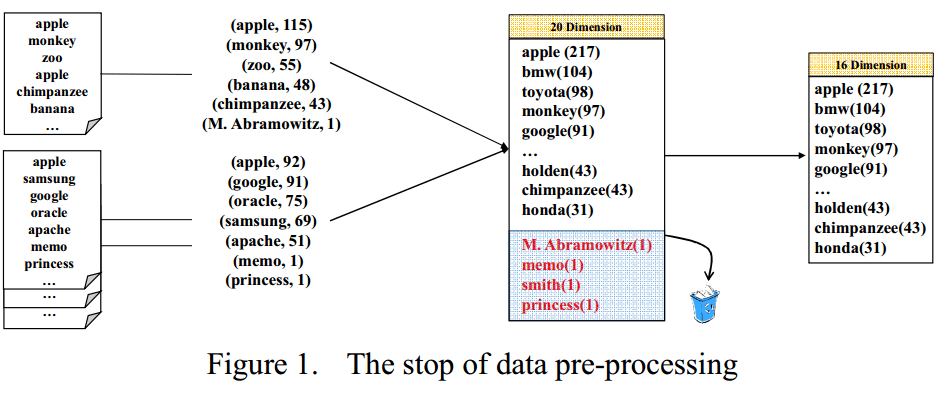 apple
monkey
zoo
apple
chimpanzee
banana
...
(apple, 115)
(monkey, 97)
(zoo, 55)
(banana, 48)
(chimpanzee, 43)
(M. Abramowitz, 1)
apple
samsung
google
oracle
apache
memo
princess
...
...
...
(apple, 92)
(google, 91)
(oracle, 75)
(samsung, 69)
(apache, 51)
(memo, 1)
(princess, 1)
20 Dimension
apple (217)
bmw(104)
toyota(98)
monkey(97)
google(91)
...
holden(43)
chimpanzee(43)
honda(31)
M. Abramowitz(1)
memo(1)
smith(1)
princess(1)
16 Dimension
apple (217)
bmw(104)
toyota(98)
monkey(97)
google(91)
...
holden(43)
chimpanzee(43)
honda(31)
Figure 1. The stop of data pre-processing